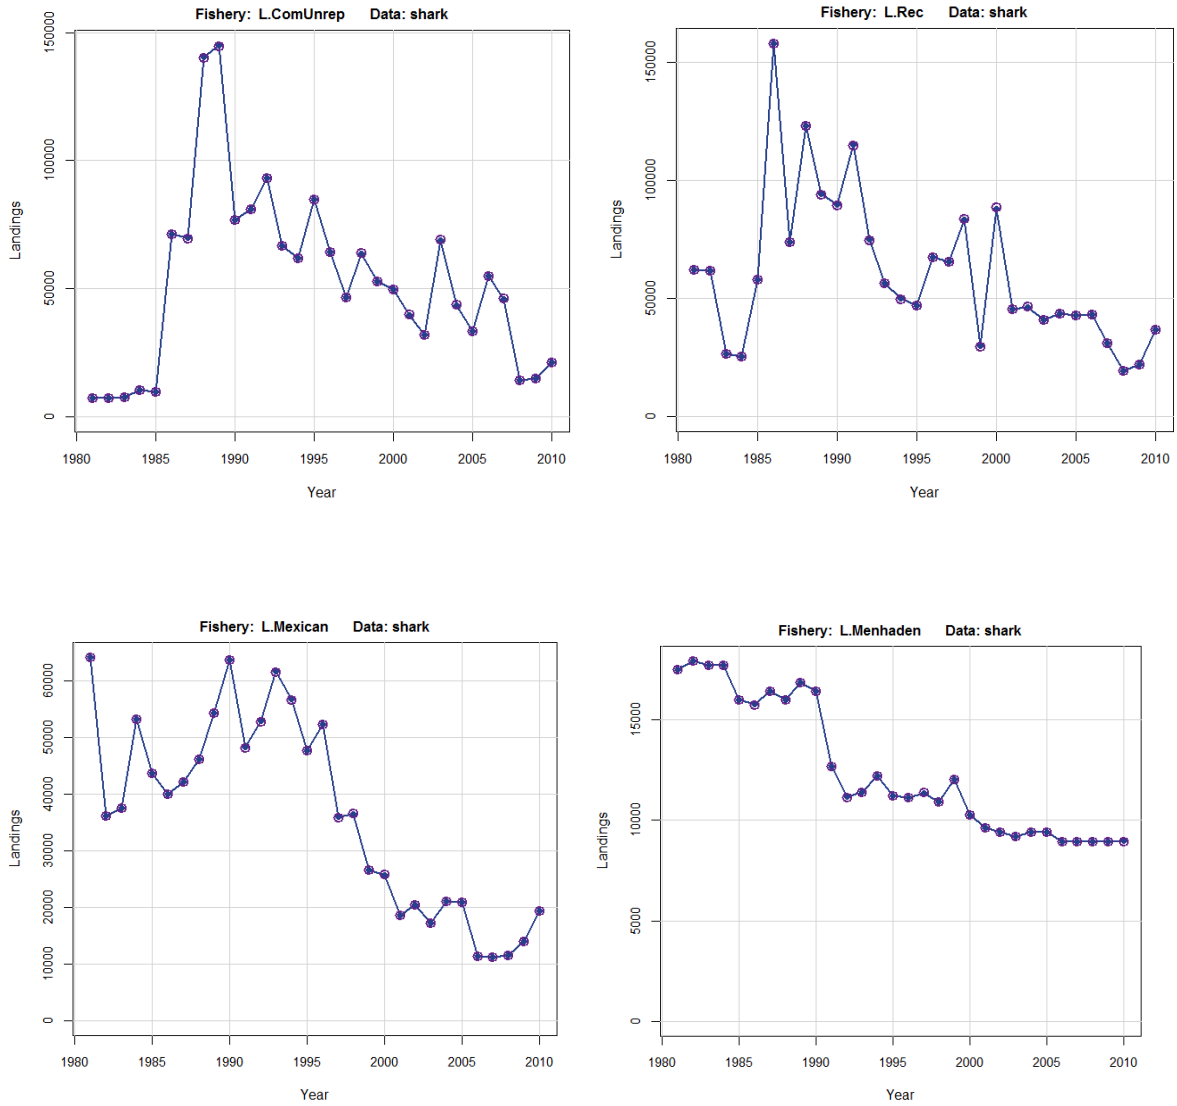 Fishery: L.ComUnrep Data: shark
150000
100000
50000
0
Landings
1980 1985 1990 1995 2000 2005 2010
Year
Fishery: L.Rec Data: shark
150000
100000
50000
0
Landings
1980 1985 1990 1995 2000 2005 2010
Year
Fishery: L.Mexican Data: shark
60000
50000
40000
30000
20000
10000
0
Landings
1980 1985 1990 1995 2000 2005 2010
Year
Fishery: L.Menhaden Data: shark
15000
10000
5000
0
Landings
1980 1985 1990 1995 2000 2005 2010
Year